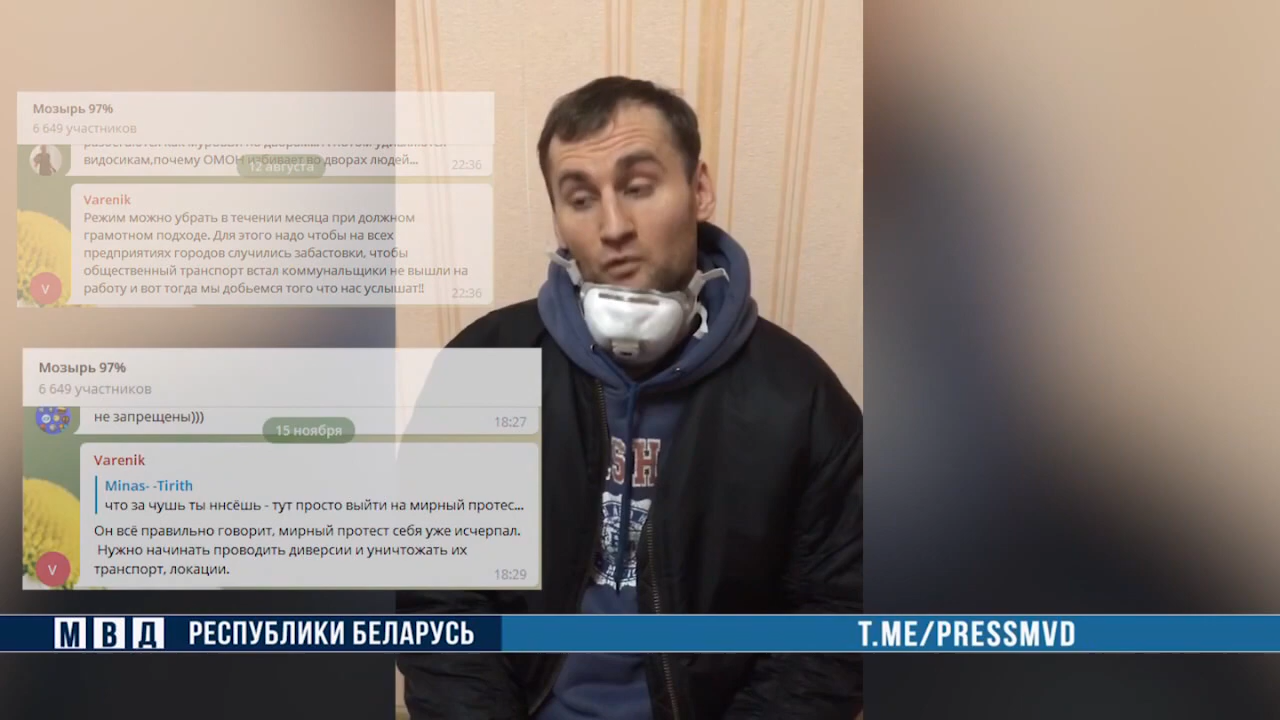 Мозырь 97%
6 649 участников
видосикам,почему ОМОН избивает во дворах людей...
22:36
12 августа
Varenik
Режим можно убрать в течении месяца при должном
грамотном подходе. Для этого надо чтобы на всех
предприятиях городов случились забастовки, чтобы
общественный транспорт встал коммунальщики не вышли на
работу и вот тогда мы добьемся того что нас услышат!!
V
22:36
Мозырь 97%
6 649 участников
не запрещены)))
18:27
15 ноября
Varenik
Minas- -Tirith
что за чушь ты ннсёшь - тут просто выйти на мирный протес...
Он всё правильно говорит, мирный протест себя уже исчерпал.
Нужно начинать проводить диверсии и уничтожать их
транспорт, локации.
V
18:29
SH
МВД РЕСПУБЛИКИ БЕЛАРУСЬ
T.ME/PRESSMVD